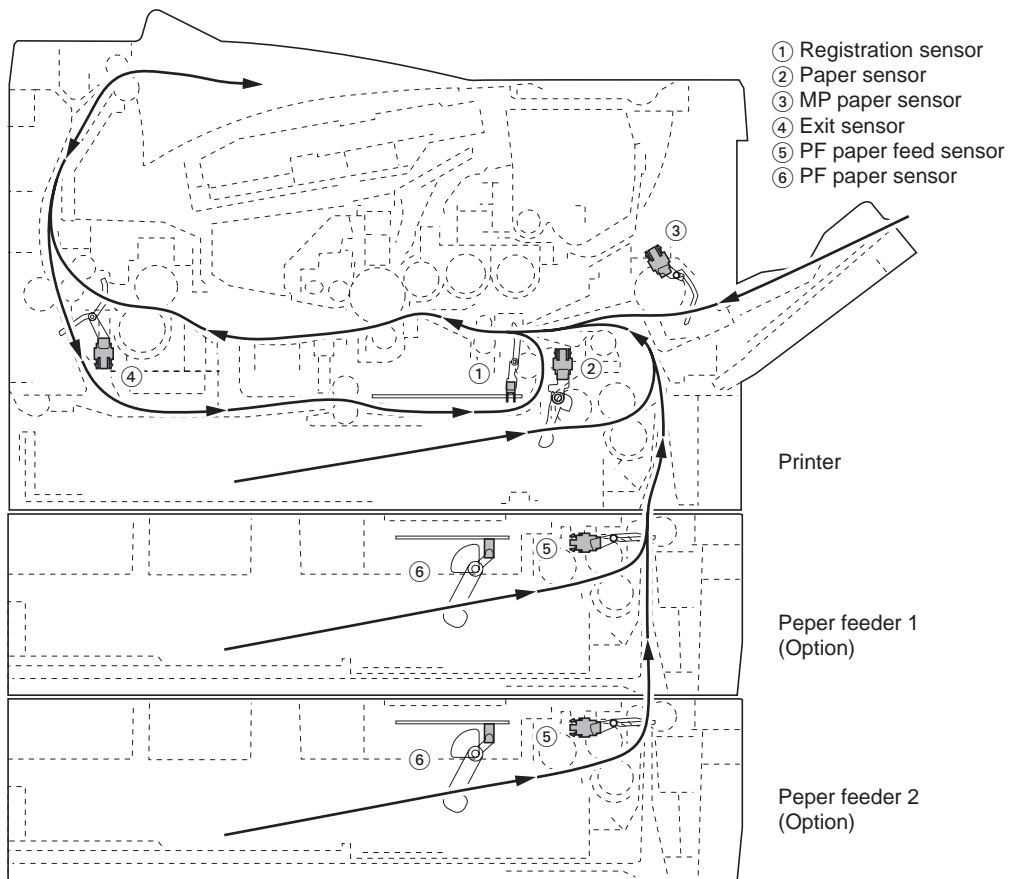 ① Registration sensor
② Paper sensor
③ MP paper sensor
④ Exit sensor
⑤ PF paper feed sensor
⑥ PF paper sensor
③
①
②
④
Printer
⑤
⑥
Peper feeder 1
(Option)
⑤
⑥
Peper feeder 2
(Option)